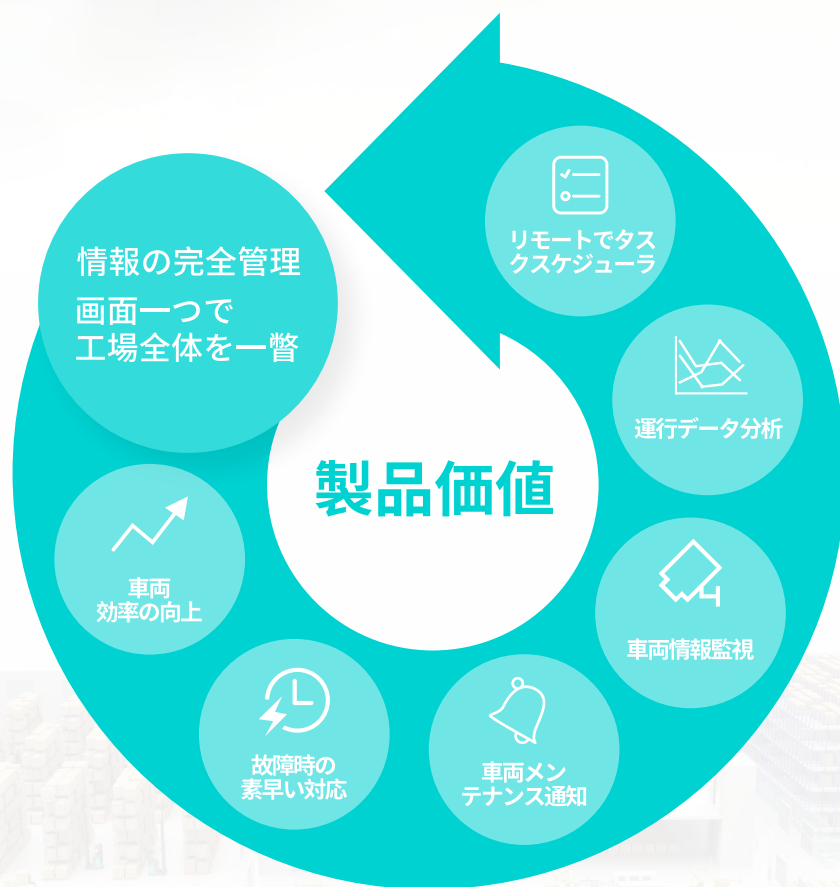 情報の完全管理
画面一つで
工場全体を一瞥
製品価値
リモートでタス
クスケジューラ
運行データ分析
車両情報監視
車両メン
テナンス通知
故障時の
素早い対応
車両
効率の向上